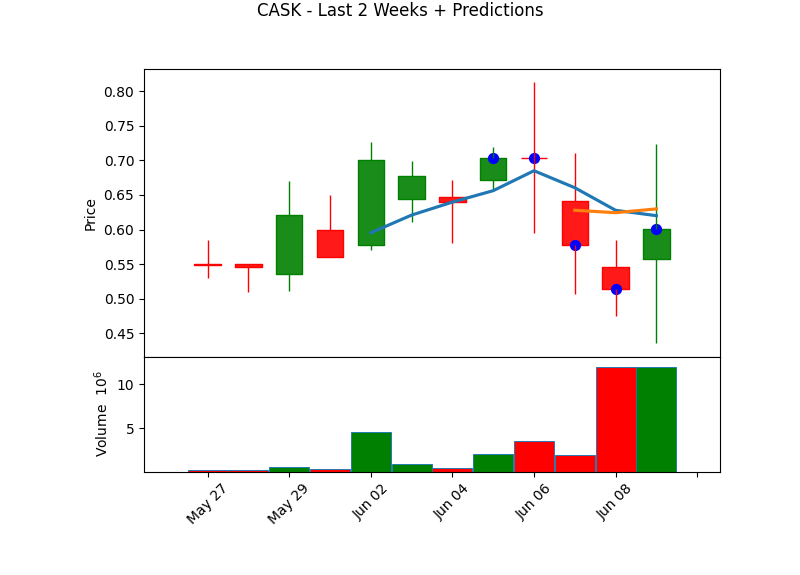 CASK - Last 2 Weeks + Predictions
0.80
0.75
0.70
0.65
0.60
0.55
0.50
0.45
Price
10
5
Volume 10^6
May 27
May 29
Jun 02
Jun 04
Jun 06
Jun 08